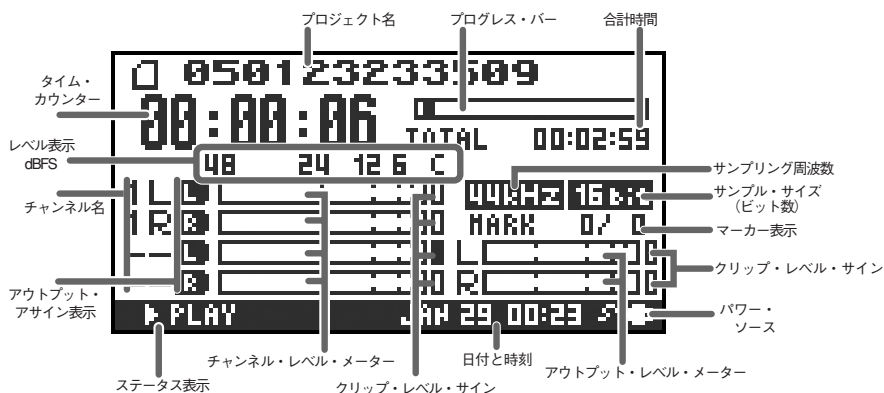 プロジェクト名
プログレス・バー
合計時間
タイム・
カウンター
050123233509
00:00:06
TOTAL 00:02:59
レベル表示
dBFS
48 24 12 6 C
チャンネル名
1 L L
1 R R
-- L
-- R
44kHz 16bit
MARK 0/ 0
L
R
サンプリング周波数
サンプル・サイズ
(ビット数)
マーカー表示
クリップ・レベル・サイン
アウトプット・
アサイン表示
PLAY
JAN 29 00:23
パワー・
ソース
ステータス表示
チャンネル・レベル・メーター
クリップ・レベル・サイン
日付と時刻
アウトプット・レベル・メーター